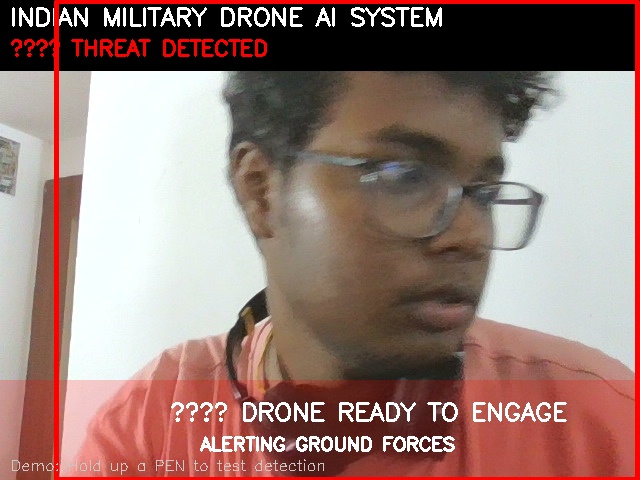 INDIAN MILITARY DRONE AI SYSTEM
???? THREAT DETECTED
???? DRONE READY TO ENGAGE
ALERTING GROUND FORCES
Demo: Hold up a PEN to test detection